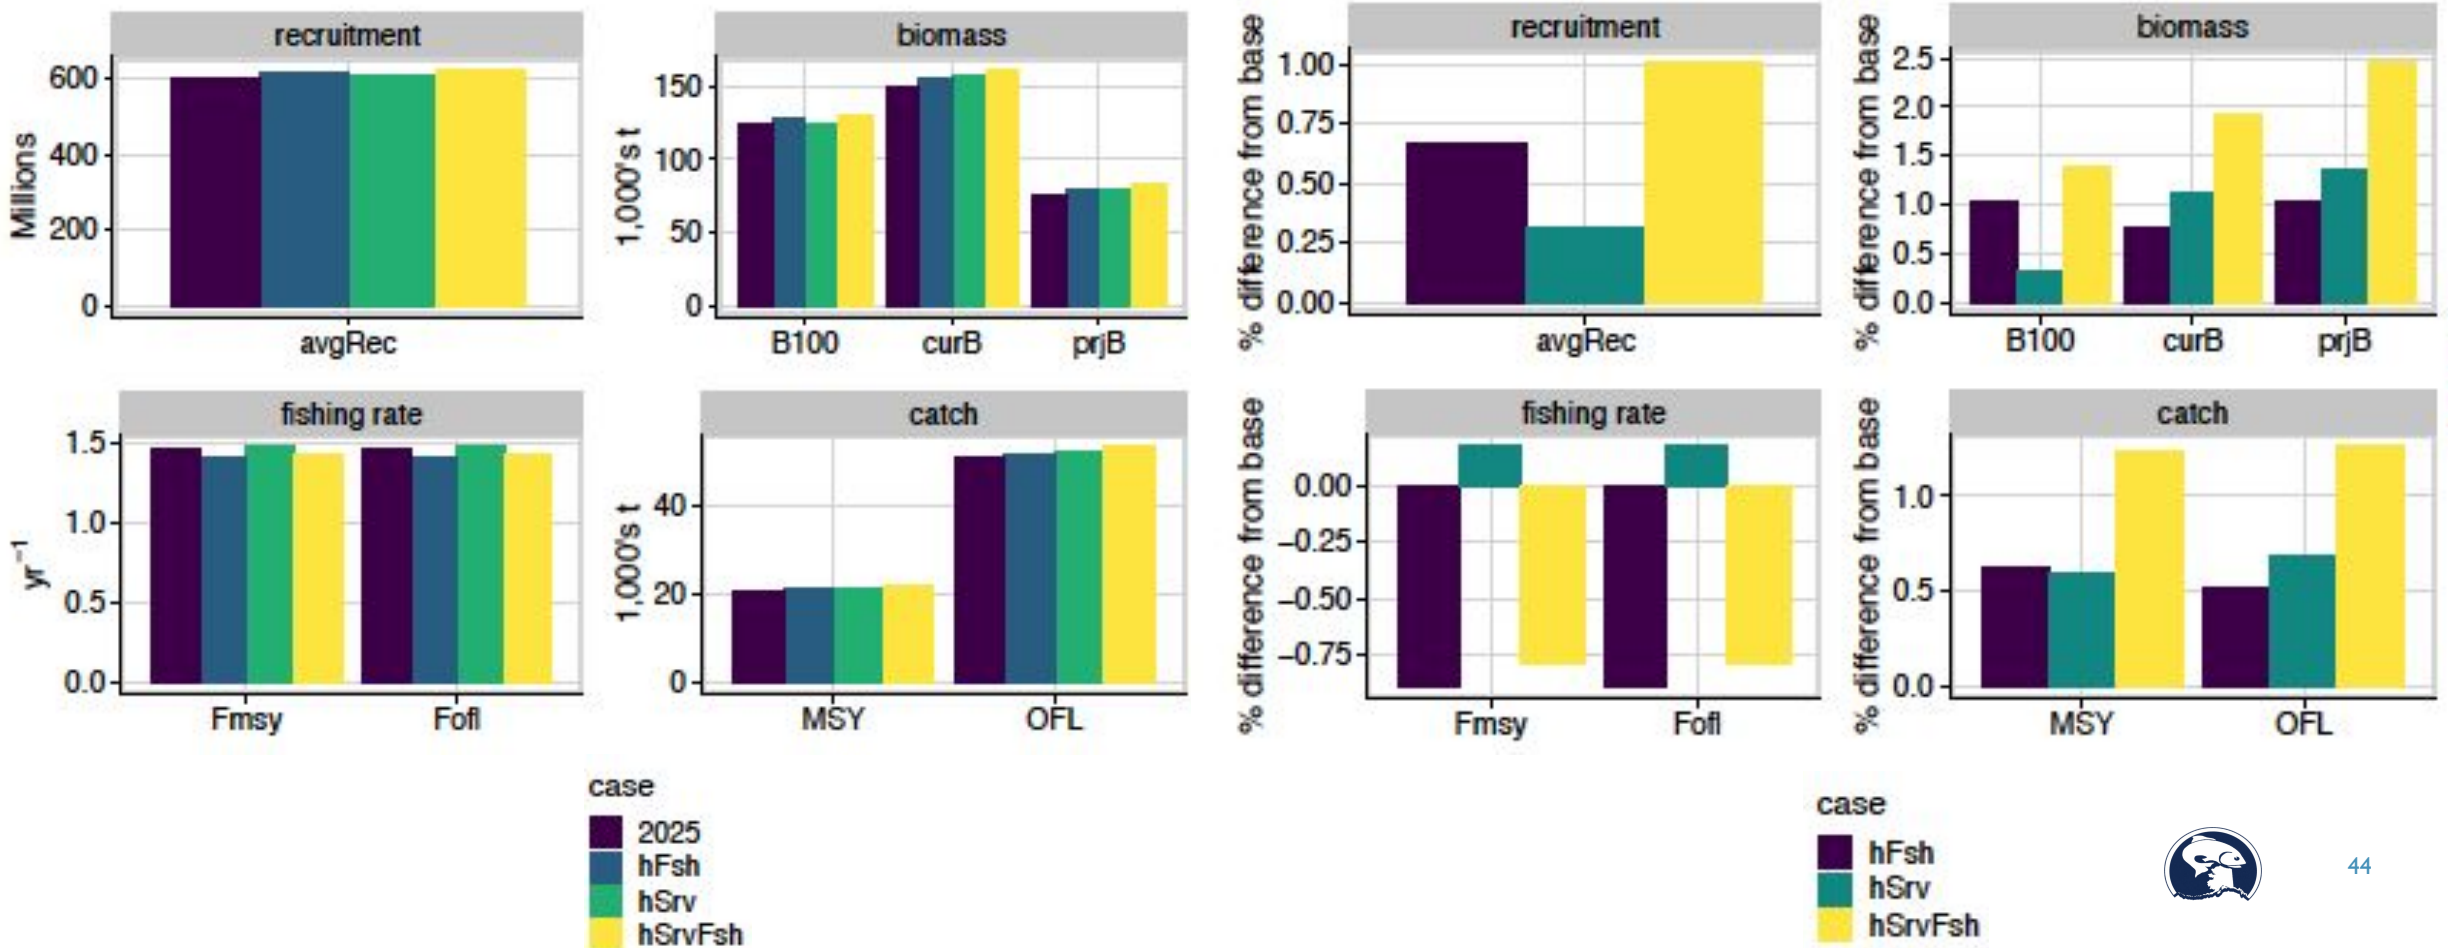 recruitment
Millions
600
400
200
0
avgRec
biomass
1,000's t
150
100
50
0
B100 curB prjB
recruitment
% difference from base
1.00
0.75
0.50
0.25
0.00
avgRec
biomass
% difference from base
2.5
2.0
1.5
1.0
0.5
0.0
B100 curB prjB
fishing rate
yr⁻¹
1.5
1.0
0.5
0.0
Fmsy Fofl
catch
1,000's t
40
20
0
MSY OFL
fishing rate
% difference from base
0.00
−0.25
−0.50
−0.75
Fmsy Fofl
catch
% difference from base
1.0
0.5
0.0
MSY OFL
case
2025
hFsh
hSrv
hSrvFsh
case
hFsh
hSrv
hSrvFsh
44